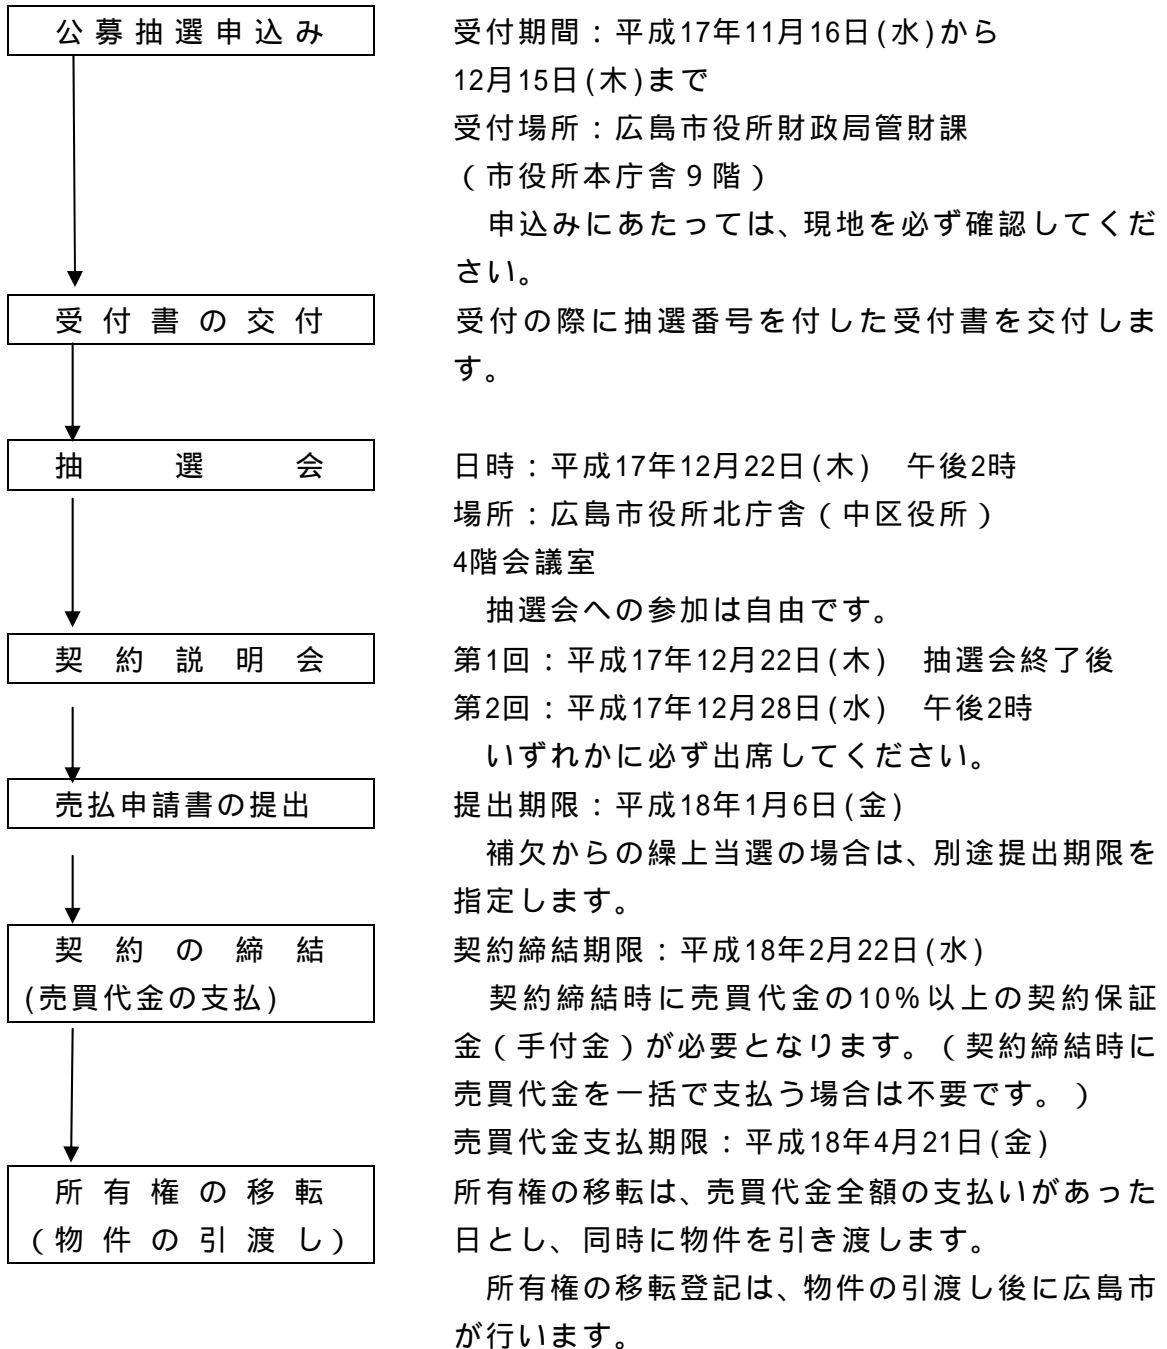 公募抽選申込み
受付期間：平成17年11月16日(水)から
12月15日(木)まで
受付場所：広島市役所財政局管財課
（市役所本庁舎９階）
　申込みにあたっては、現地を必ず確認してくだ
さい。
受付書の交付
受付の際に抽選番号を付した受付書を交付しま
す。
抽選会
日時：平成17年12月22日(木)　午後2時
場所：広島市役所北庁舎（中区役所）
4階会議室
　抽選会への参加は自由です。
契約説明会
第1回：平成17年12月22日(木)　抽選会終了後
第2回：平成17年12月28日(水)　午後2時
　いずれかに必ず出席してください。
売払申請書の提出
提出期限：平成18年1月6日(金)
　補欠からの繰上当選の場合は、別途提出期限を
指定します。
契約の締結
(売買代金の支払)
契約締結期限：平成18年2月22日(水)
　契約締結時に売買代金の10％以上の契約保証
金（手付金）が必要となります。（契約締結時に
売買代金を一括で支払う場合は不要です。）
売買代金支払期限：平成18年4月21日(金)
所有権の移転
(物件の引渡し)
所有権の移転は、売買代金全額の支払いがあった
日とし、同時に物件を引き渡します。
　所有権の移転登記は、物件の引渡し後に広島市
が行います。